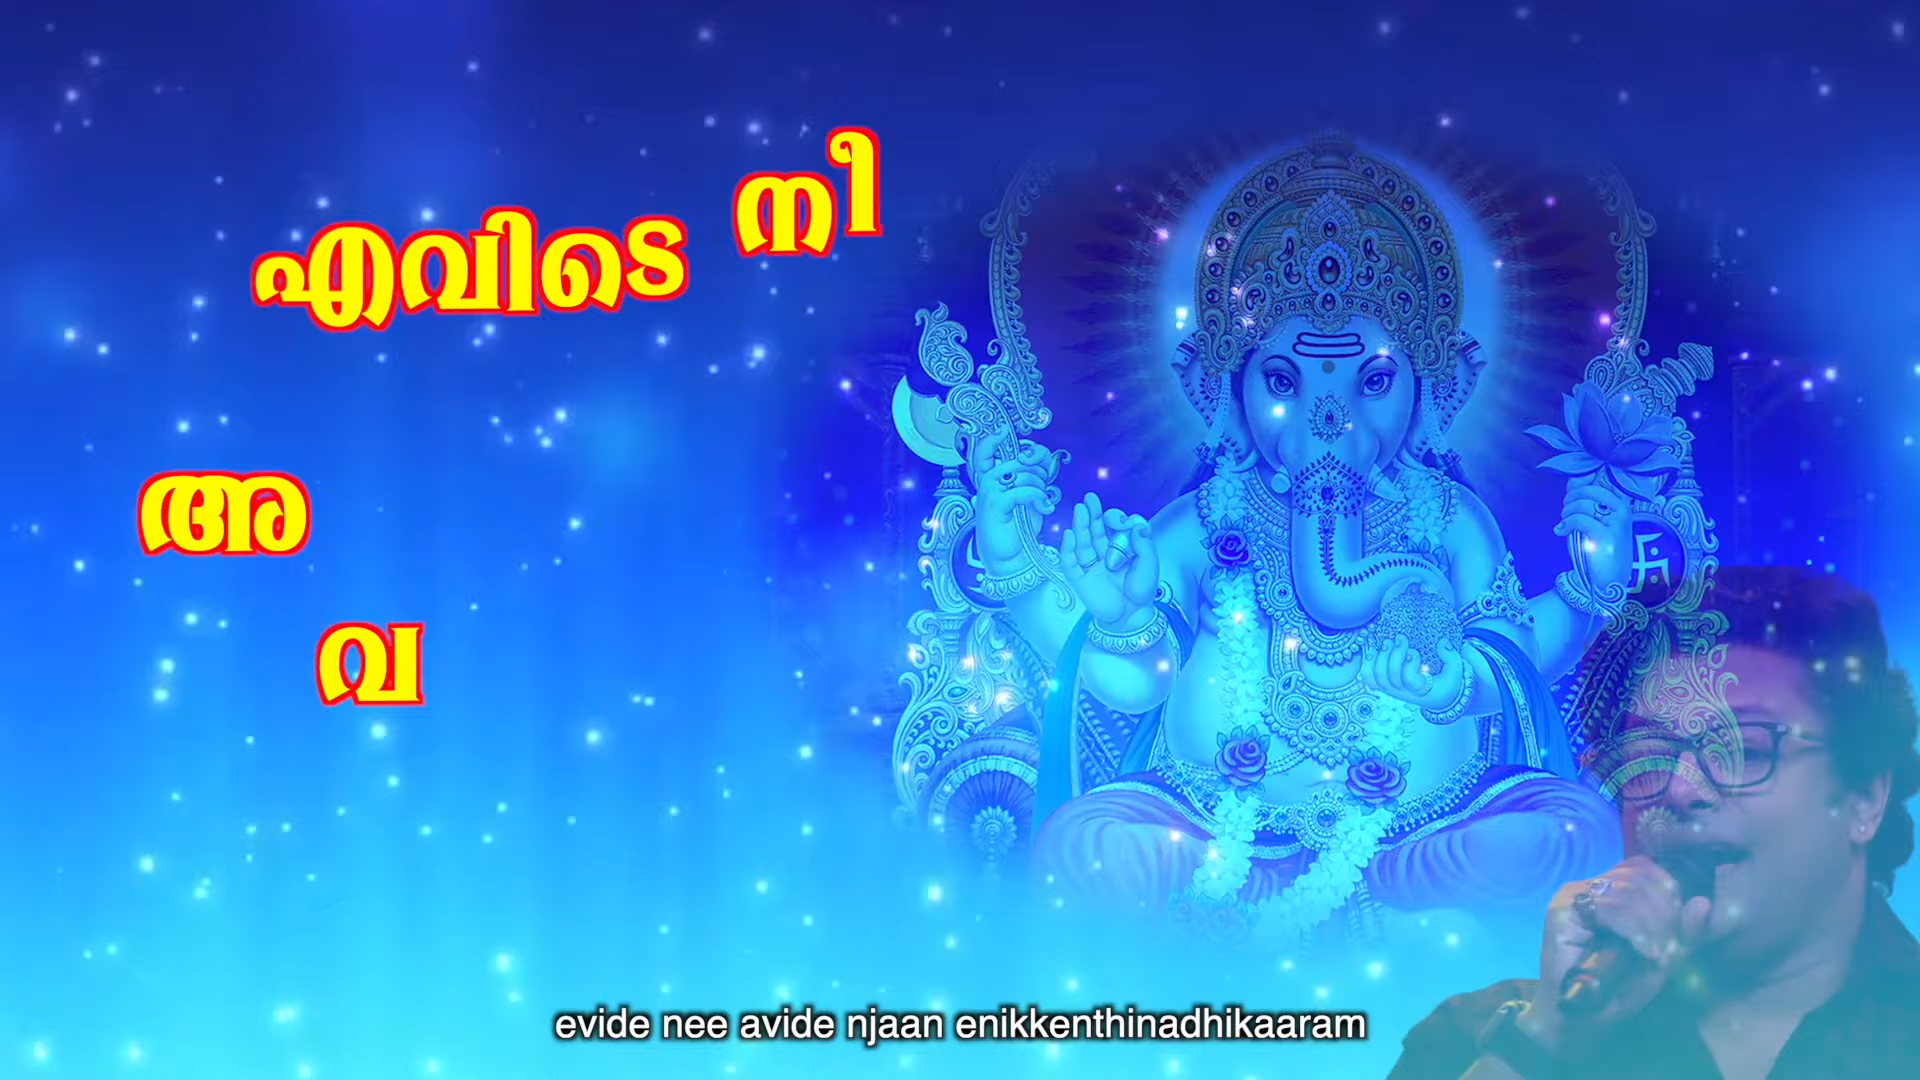 എവിടെ നീ
അ
വ
evide nee avide njaan enikkenthinadhikaaram